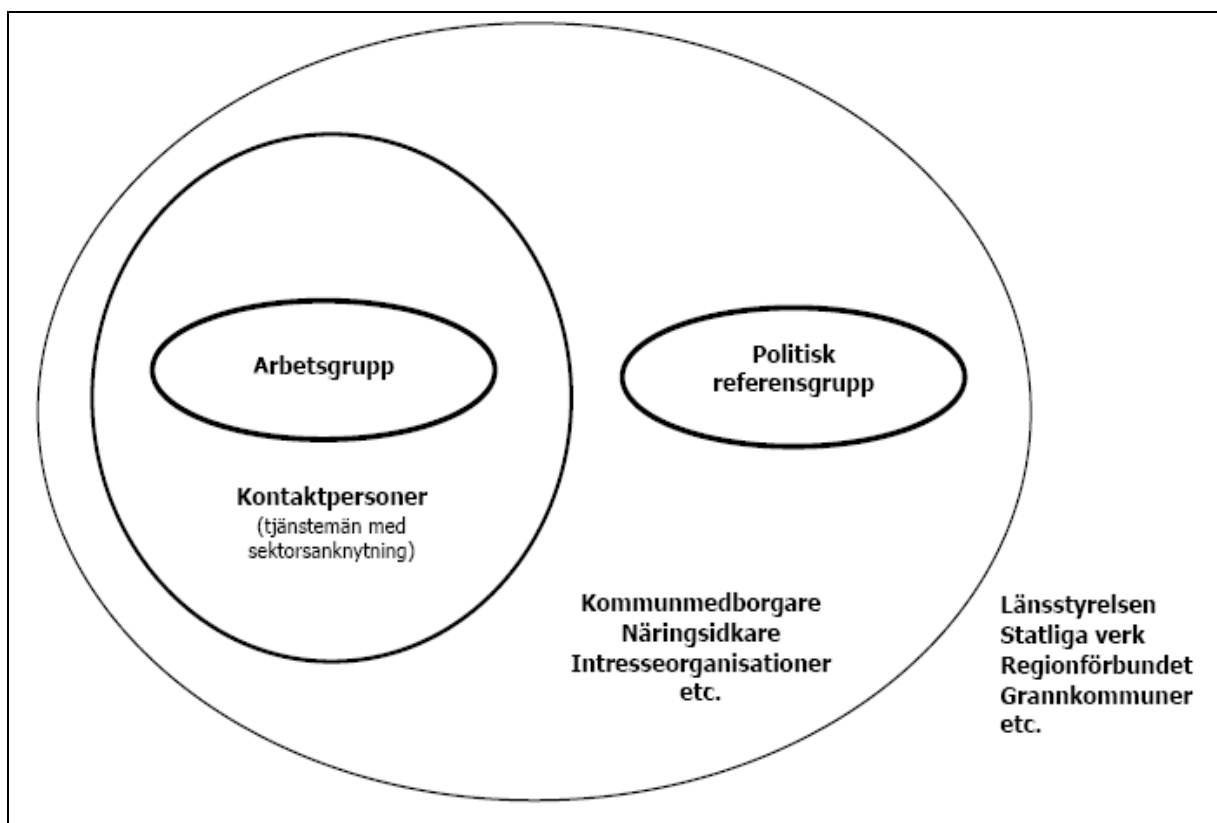 Arbetsgrupp
Politisk
referensgrupp
Kontaktpersoner
(tjänstemän med
sektorsanknytning)
Kommunmedborgare
Näringsidkare
Intresseorganisationer
etc.
Länsstyrelsen
Statliga verk
Regionförbundet
Grannkommuner
etc.